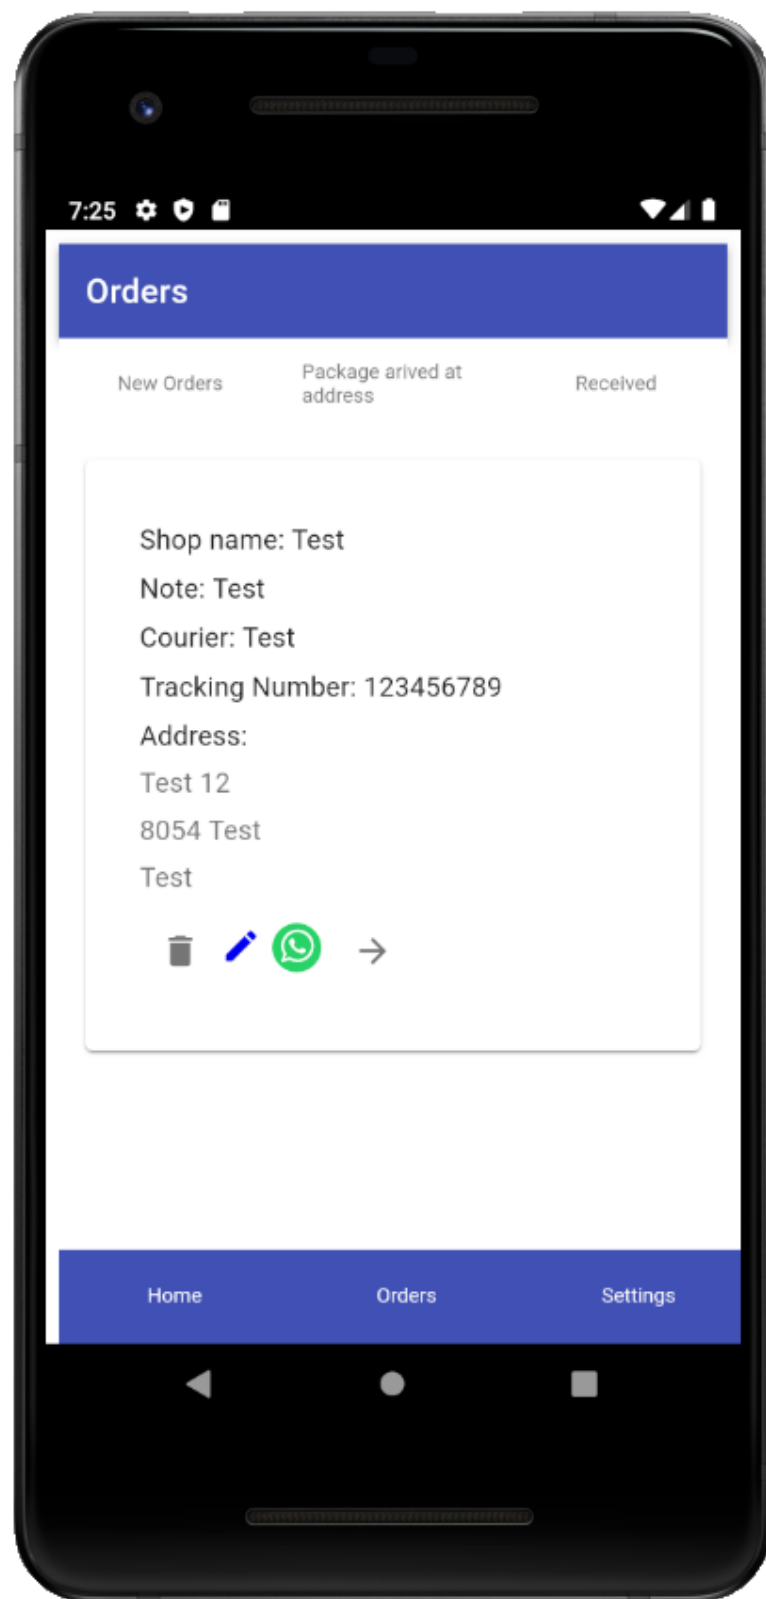 7:25
Orders
New Orders
Package arived at
address
Received
Shop name: Test
Note: Test
Courier: Test
Tracking Number: 123456789
Address:
Test 12
8054 Test
Test
Home
Orders
Settings